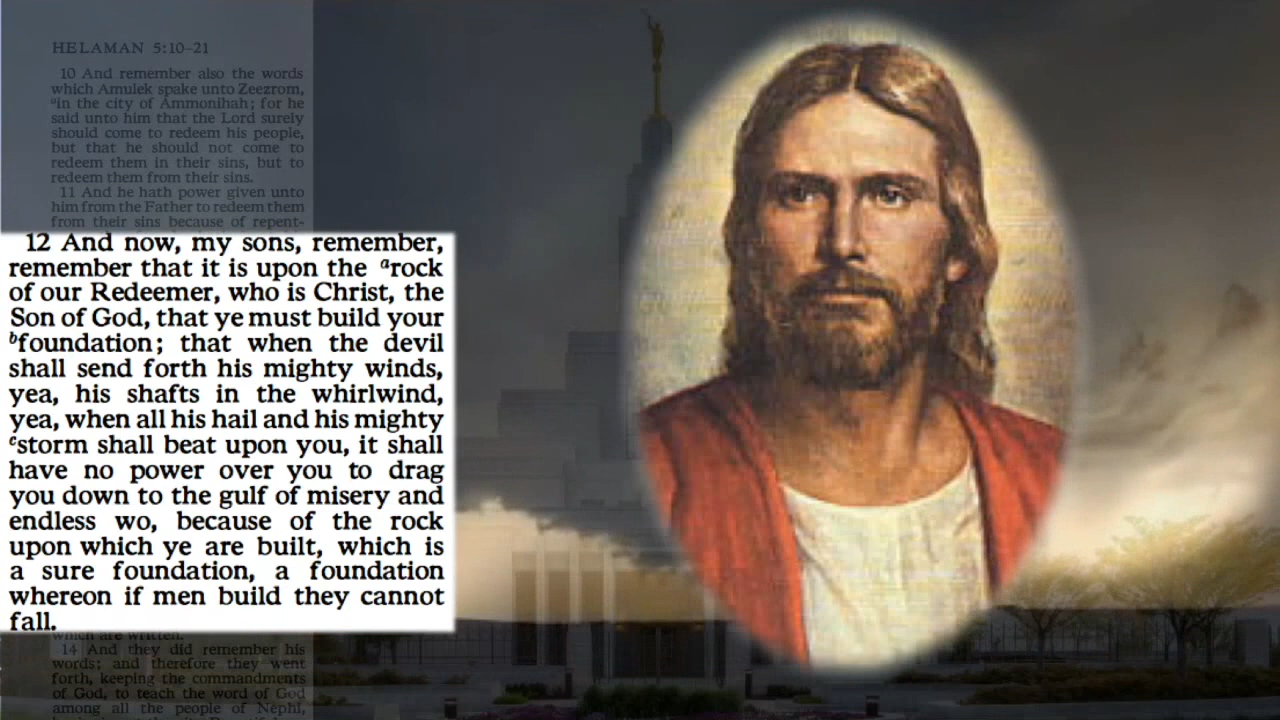 HELAMAN 5:10–21
10 And remember also the words
which Amulek spake unto Zeezrom,
ain the city of Ammonihah; for he
said unto him that the Lord surely
should come to redeem his people,
but that he should not come to
redeem them in their sins, but to
redeem them from their sins.
11 And he hath power given unto
him from the Father to redeem them
from their sins because of repent-
12 And now, my sons, remember,
remember that it is upon the arock
of our Redeemer, who is Christ, the
Son of God, that ye must build your
bfoundation; that when the devil
shall send forth his mighty winds,
yea, his shafts in the whirlwind,
yea, when all his hail and his mighty
cstorm shall beat upon you, it shall
have no power over you to drag
you down to the gulf of misery and
endless wo, because of the rock
upon which ye are built, which is
a sure foundation, a foundation
whereon if men build they cannot
fall.
which are written.
14 And they did remember his
words; and therefore they went
forth, keeping the commandments
of God, to teach the word of God
among all the people of Nephi,